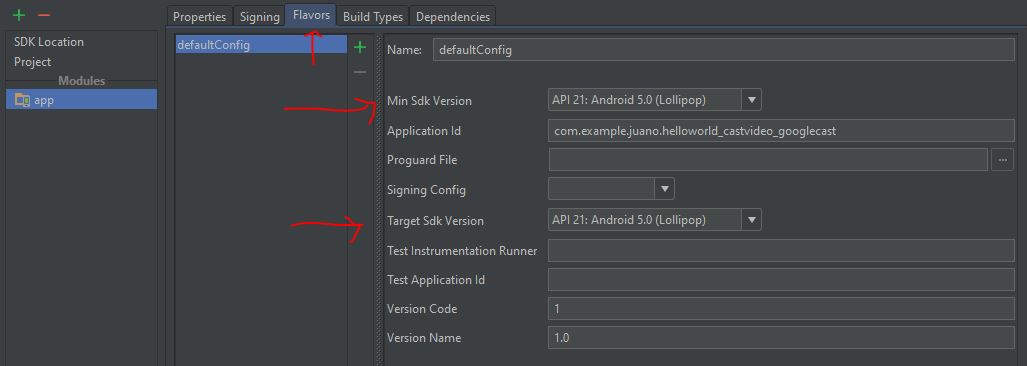 Properties Signing Flavors Build Types Dependencies
SDK Location
Project
Modules
app
defaultConfig
Name: defaultConfig
Min Sdk Version API 21: Android 5.0 (Lollipop)
Application Id com.example.juano.helloworld_castvideo_googlecast
Proguard File ...
Signing Config
Target Sdk Version API 21: Android 5.0 (Lollipop)
Test Instrumentation Runner
Test Application Id
Version Code 1
Version Name 1.0